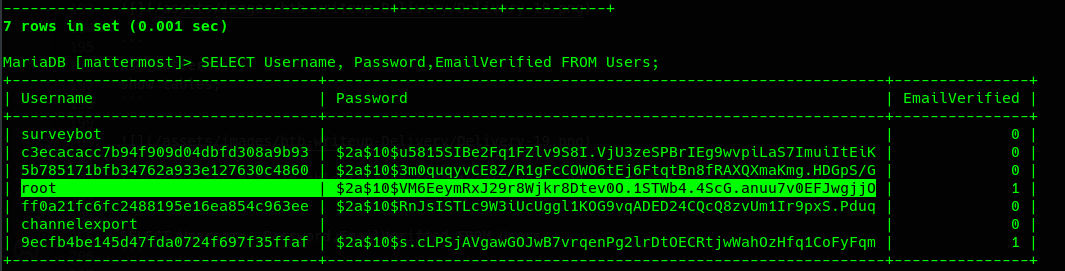 7 rows in set (0.001 sec)
MariaDB [mattermost]> SELECT Username, Password,EmailVerified FROM Users;
| Username | Password | EmailVerified |
| surveybot | | 0 |
| c3ecacacc7b94f909d04dbfd308a9b93 | $2a$10$u5815SIBe2Fq1FZlv9S8I.VjU3zeSPBrIEg9wvpiLaS7ImuiItEiK | 0 |
| 5b785171bfb34762a933e127630c4860 | $2a$10$3m0quqyvCE8Z/R1gFcCOWO6tEj6FtqtBn8fRAXQXmaKmg.HDGpS/G | 0 |
| root | $2a$10$VM6EeymRxJ29r8Wjkr8Dtev0O.1STWb4.4ScG.anuu7v0EFJwgjjO | 1 |
| ff0a21fc6fc2488195e16ea854c963ee | $2a$10$RnJsISTLc9W3iUcUggl1KOG9vqADED24CQcQ8zvUm1Ir9pxS.Pduq | 0 |
| channelexport | | 0 |
| 9ecfb4be145d47fda0724f697f35ffaf | $2a$10$s.cLPSjAVgawGOJwB7vrqenPg2lrDtOECRtjwWahOzHfq1CoFyFqm | 1 |